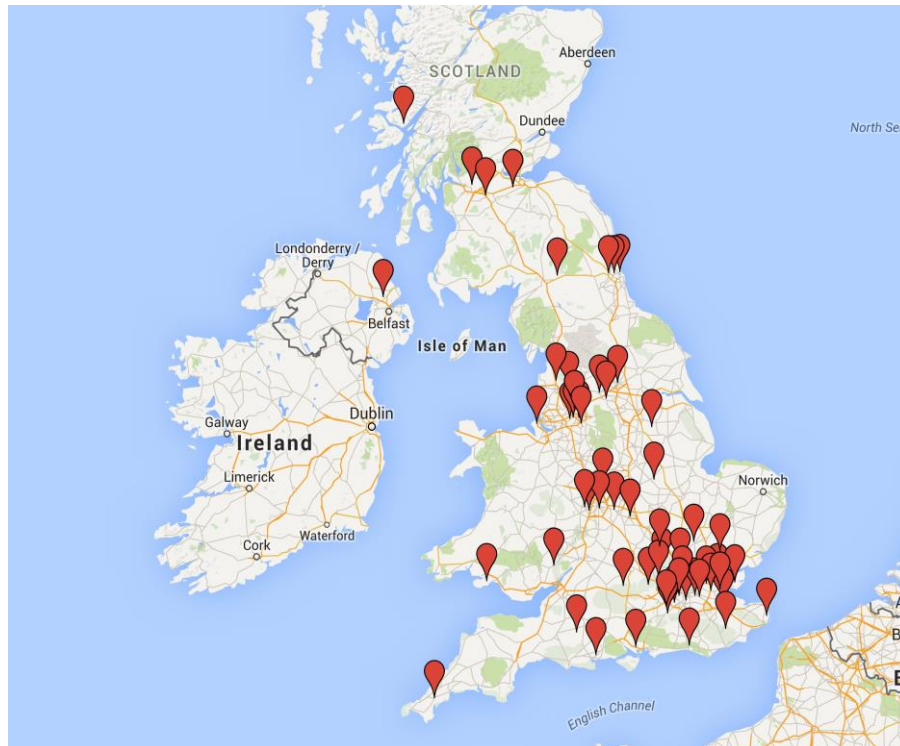 Aberdeen
SCOTLAND
Dundee
North Se
Londonderry /
Derry
Belfast
Isle of Man
Dublin
Galway
Ireland
Limerick
Norwich
Waterford
Cork
A
B
E
English Channel